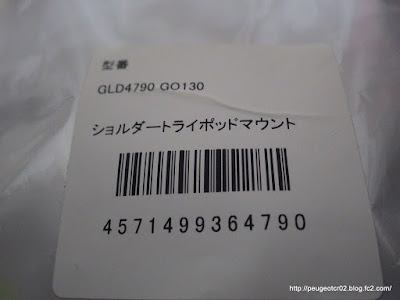 型番
GLD4790 GO130
ショルダートライポッドマウント
4571499364790
http://peugeotcr02.blog.fc2.com/